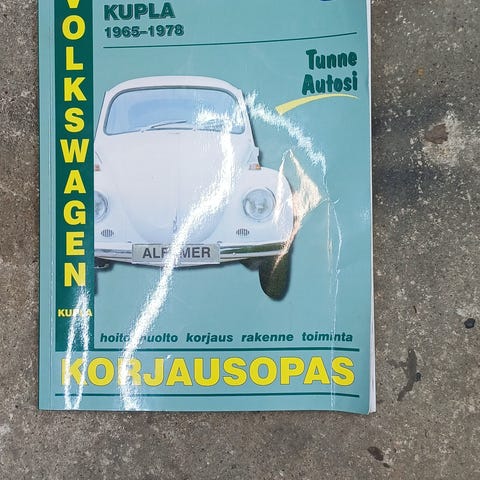 VOLKSWAGEN
KUPLA
KUPLA
1965–1978
Tunne
Autosi
hoito huolto korjaus rakenne toiminta
KORJAUSOPAS